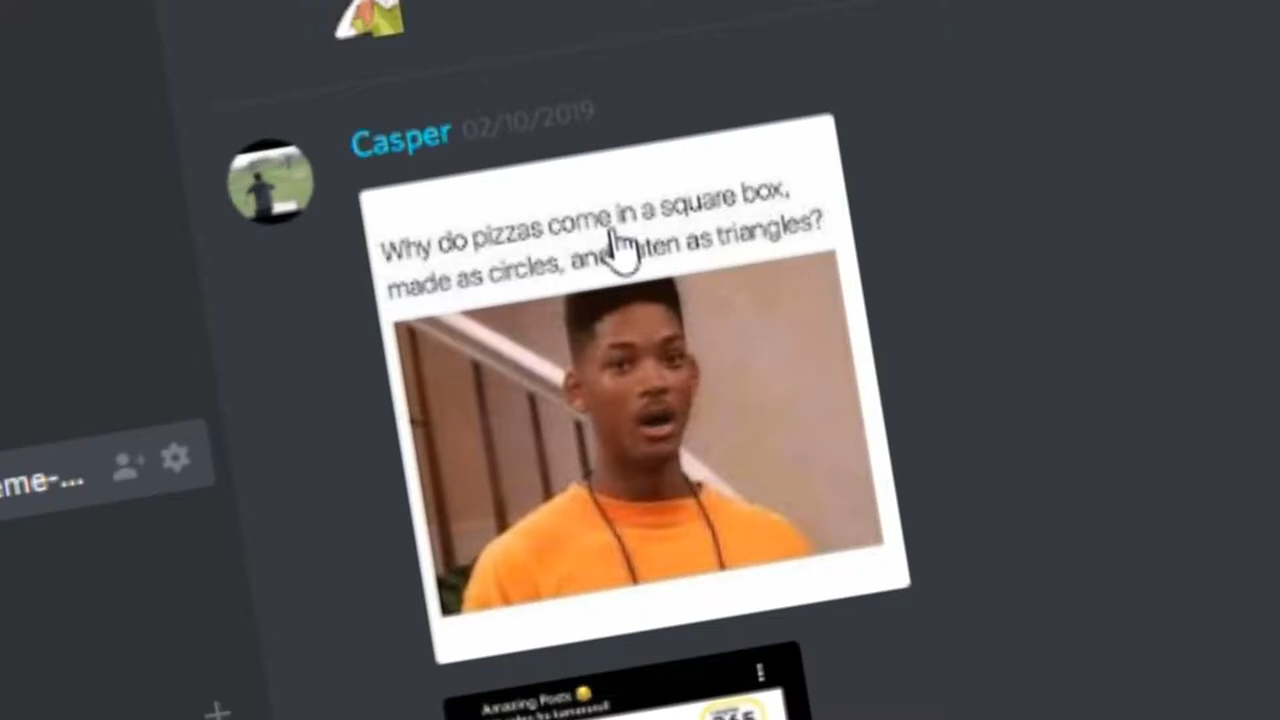 Casper 02/10/2019
Why do pizzas come in a square box,
made as circles, and eaten as triangles?
eme-...
Amazing Posts 😂
365